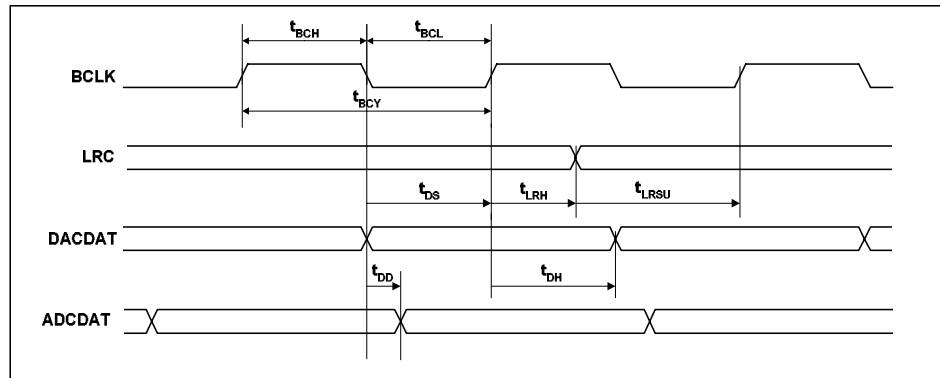 tBCH tBCL
BCLK
tBCY
LRC
tDS tLRH tLRSU
DACDAT
tDD tDH
ADCDAT